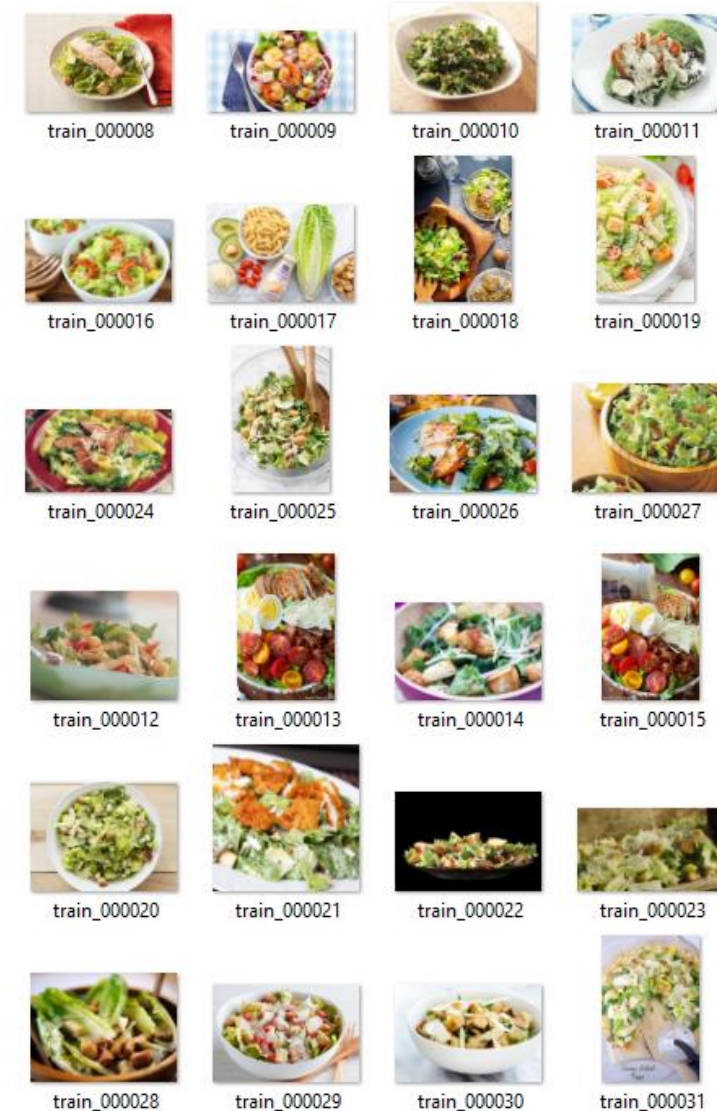 train_000008 train_000009 train_000010 train_000011
train_000016 train_000017 train_000018 train_000019
train_000024 train_000025 train_000026 train_000027
train_000012 train_000013 train_000014 train_000015
train_000020 train_000021 train_000022 train_000023
train_000028 train_000029 train_000030 train_000031